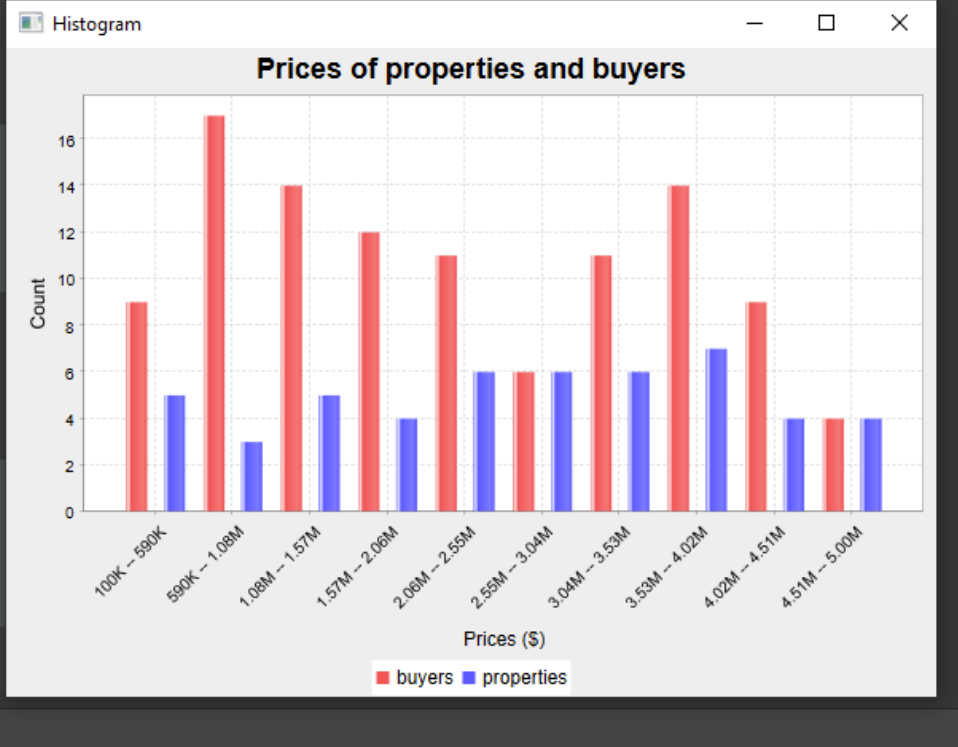 Histogram
Prices of properties and buyers
Count
16
14
12
10
8
6
4
2
0
100K -- 590K
590K -- 1.08M
1.08M -- 1.57M
1.57M -- 2.06M
2.06M -- 2.55M
2.55M -- 3.04M
3.04M -- 3.53M
3.53M -- 4.02M
4.02M -- 4.51M
4.51M -- 5.00M
Prices ($)
buyers properties